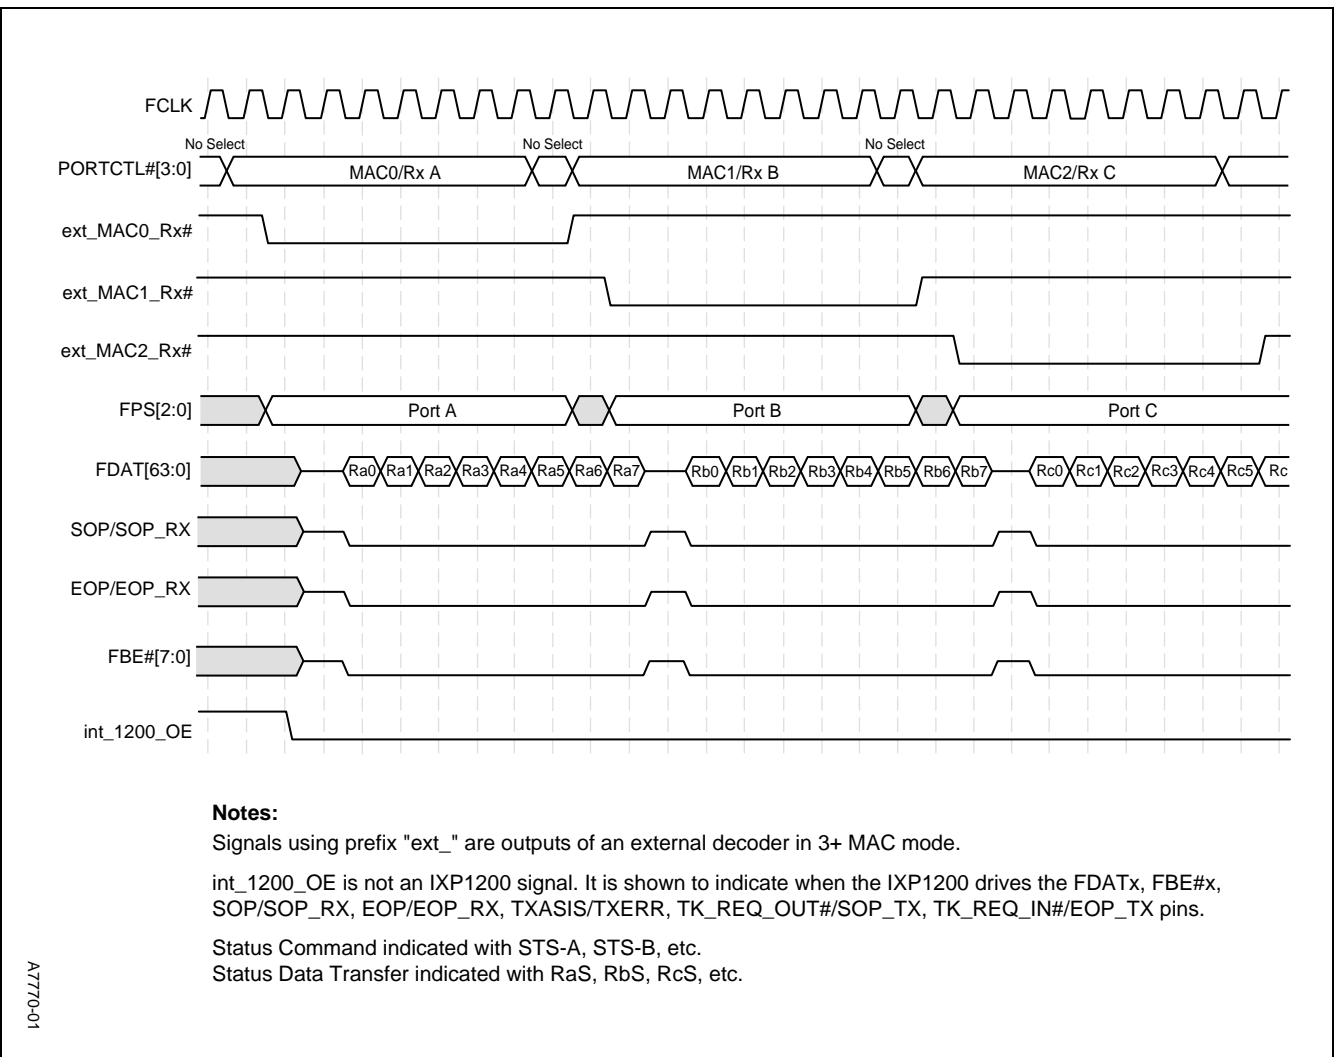 FCLK
No Select No Select No Select
PORTCTL#[3:0] MAC0/Rx A MAC1/Rx B MAC2/Rx C
ext_MAC0_Rx#
ext_MAC1_Rx#
ext_MAC2_Rx#
FPS[2:0] Port A Port B Port C
FDAT[63:0] Ra0 Ra1 Ra2 Ra3 Ra4 Ra5 Ra6 Ra7 Rb0 Rb1 Rb2 Rb3 Rb4 Rb5 Rb6 Rb7 Rc0 Rc1 Rc2 Rc3 Rc4 Rc5 Rc
SOP/SOP_RX
EOP/EOP_RX
FBE#[7:0]
int_1200_OE
Notes:
Signals using prefix "ext_" are outputs of an external decoder in 3+ MAC mode.
int_1200_OE is not an IXP1200 signal. It is shown to indicate when the IXP1200 drives the FDATx, FBE#x,
SOP/SOP_RX, EOP/EOP_RX, TXASIS/TXERR, TK_REQ_OUT#/SOP_TX, TK_REQ_IN#/EOP_TX pins.
Status Command indicated with STS-A, STS-B, etc.
Status Data Transfer indicated with RaS, RbS, RcS, etc.
A7770-01